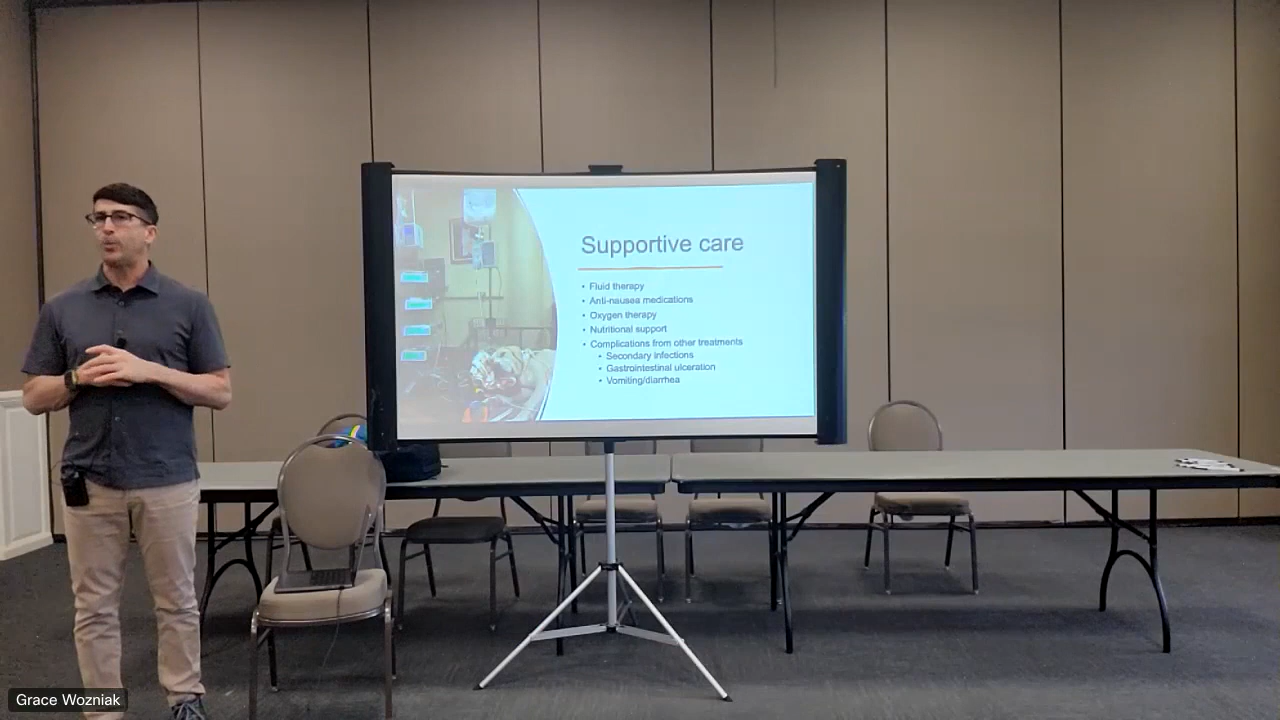 Supportive care
• Fluid therapy
• Anti-nausea medications
• Oxygen therapy
• Nutritional support
• Complications from other treatments
• Secondary infections
• Gastrointestinal ulceration
• Vomiting/diarrhea
Grace Wozniak